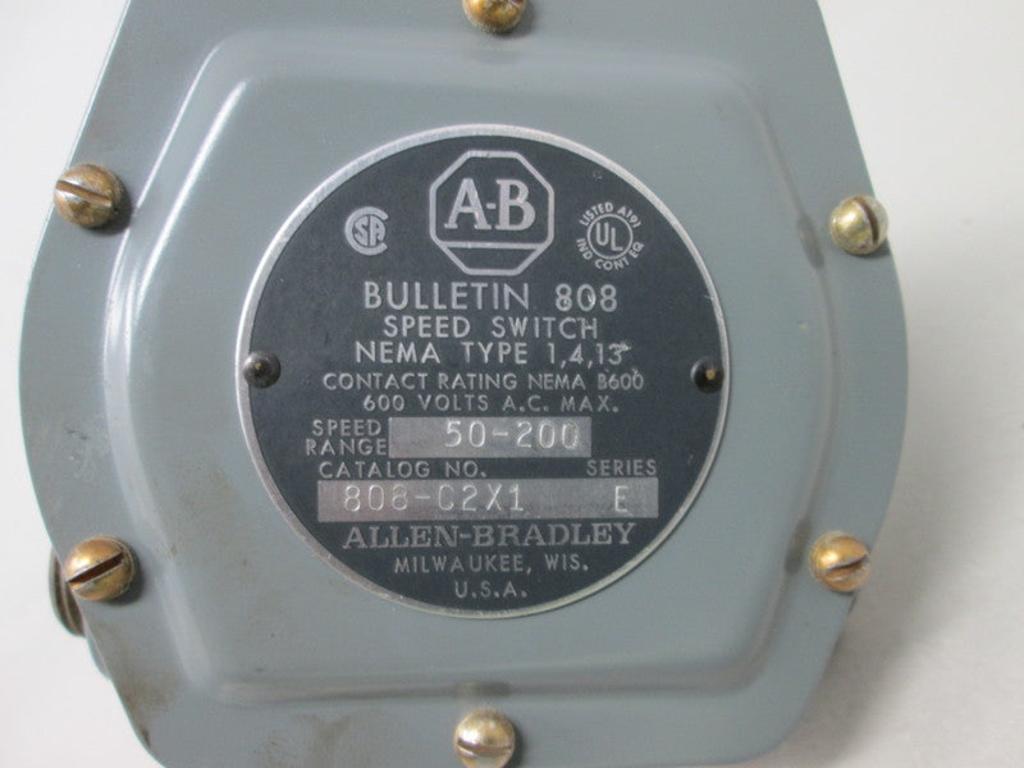 A-B
CSA
LISTED A191
UL
IND CONT EQ
BULLETIN 808
SPEED SWITCH
NEMA TYPE 1,4,13
CONTACT RATING NEMA B600
600 VOLTS A.C. MAX.
SPEED RANGE 50-200
CATALOG NO. SERIES
808-C2X1 E
ALLEN-BRADLEY
MILWAUKEE, WIS.
U.S.A.